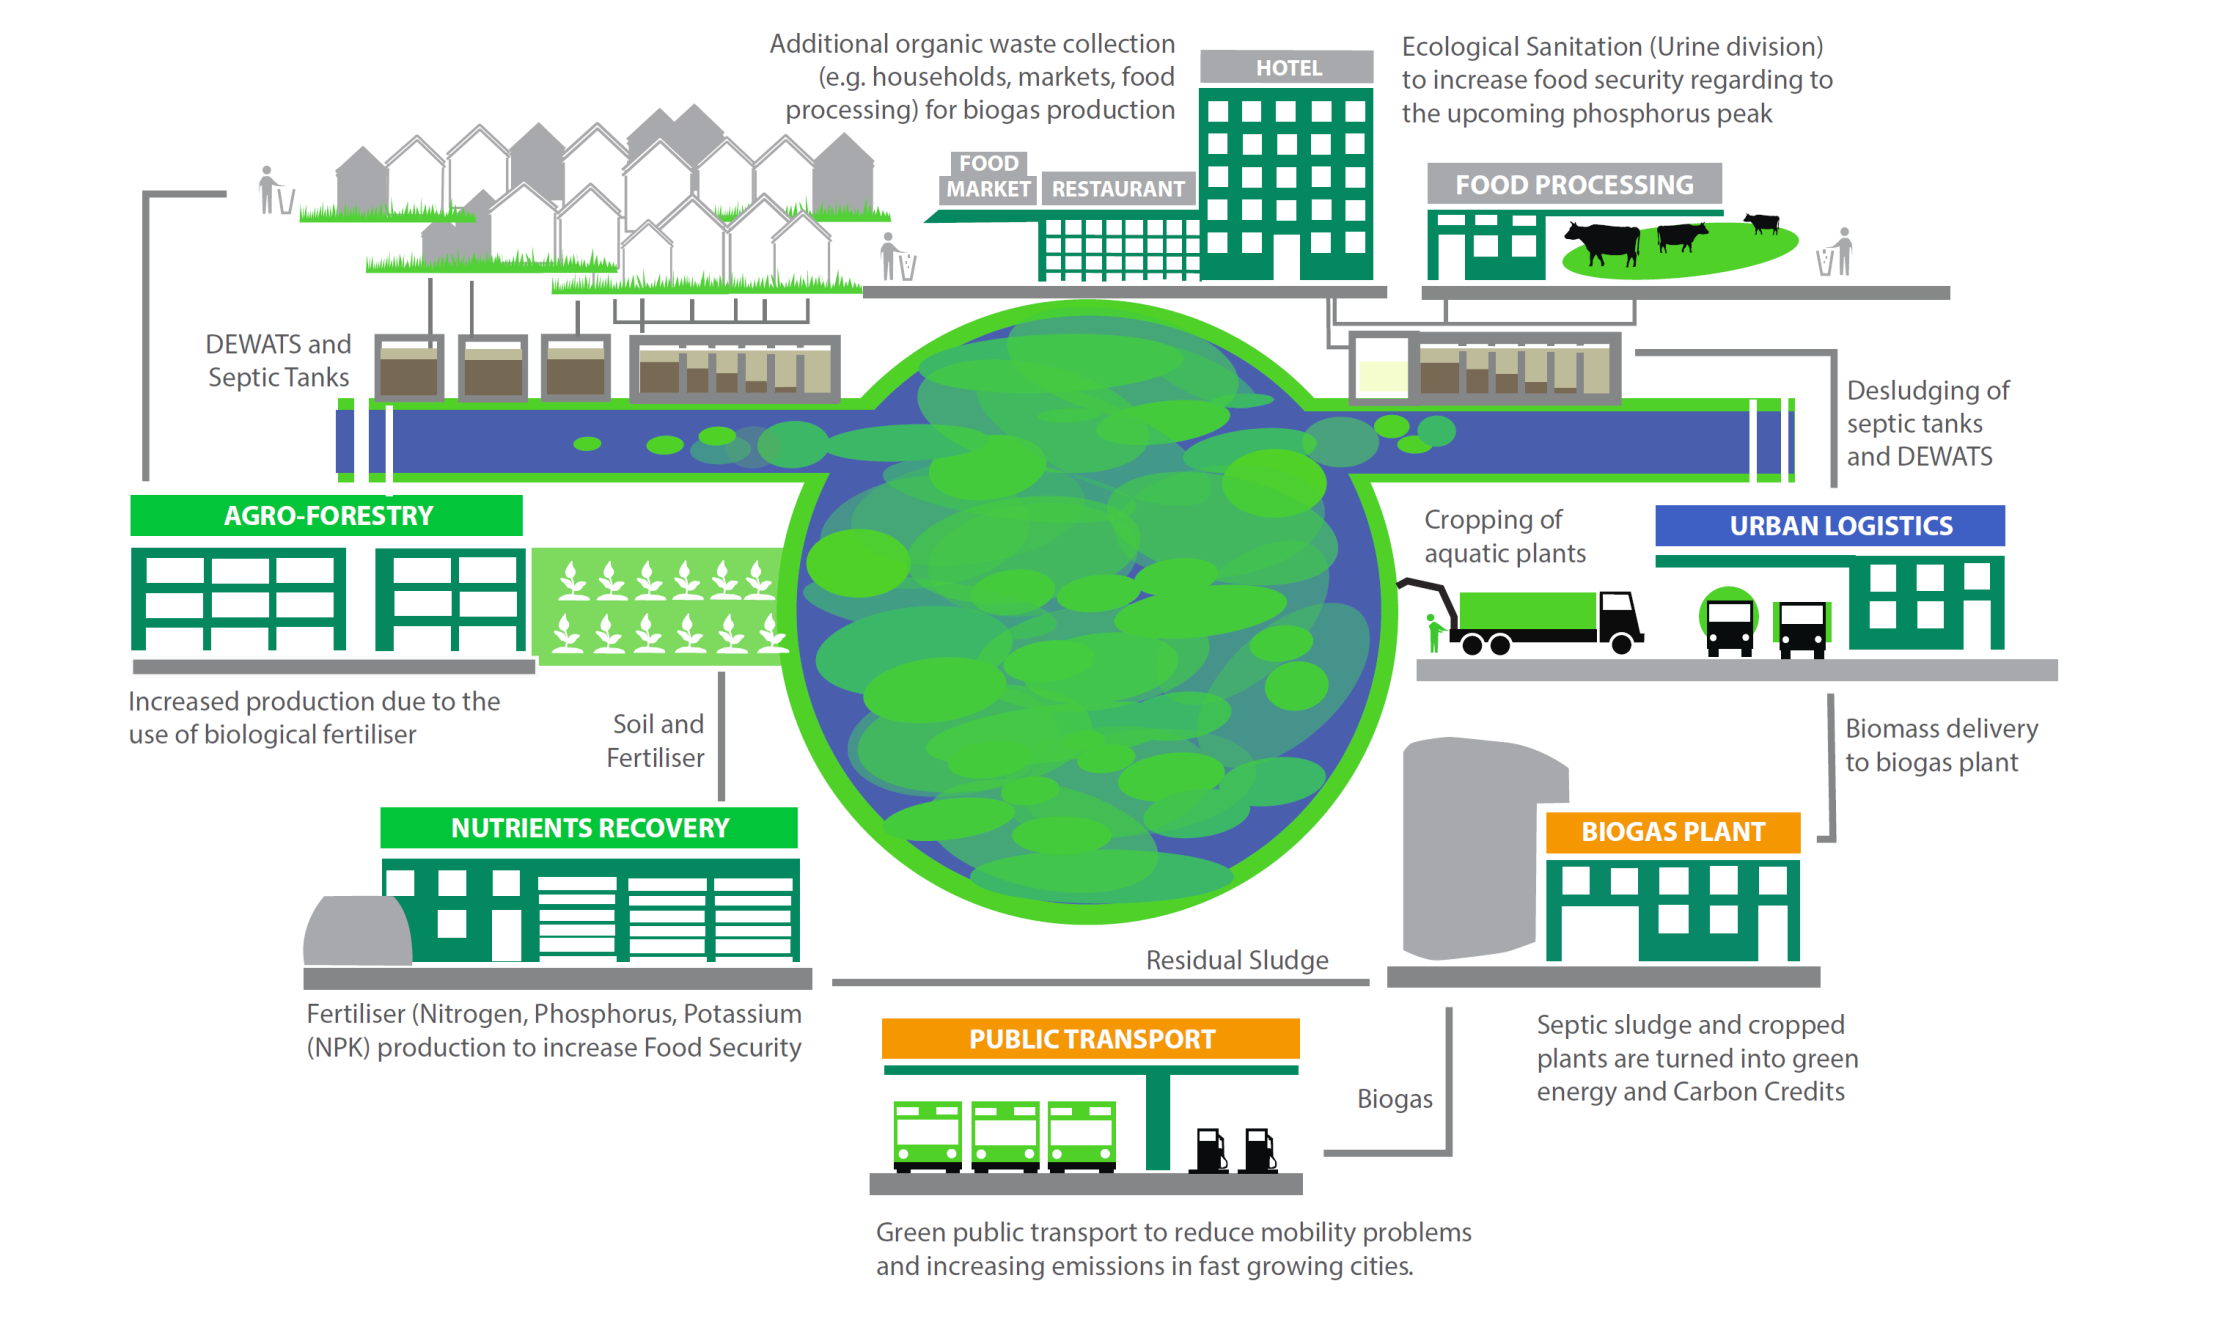 Additional organic waste collection
(e.g. households, markets, food
processing) for biogas production
HOTEL
Ecological Sanitation (Urine division)
to increase food security regarding to
the upcoming phosphorus peak
FOOD
MARKET
RESTAURANT
FOOD PROCESSING
DEWATS and
Septic Tanks
Desludging of
septic tanks
and DEWATS
AGRO-FORESTRY
Cropping of
aquatic plants
URBAN LOGISTICS
Increased production due to the
use of biological fertiliser
Soil and
Fertiliser
Biomass delivery
to biogas plant
NUTRIENTS RECOVERY
BIOGAS PLANT
Residual Sludge
Fertiliser (Nitrogen, Phosphorus, Potassium
(NPK) production to increase Food Security
PUBLIC TRANSPORT
Septic sludge and cropped
plants are turned into green
energy and Carbon Credits
Biogas
Green public transport to reduce mobility problems
and increasing emissions in fast growing cities.